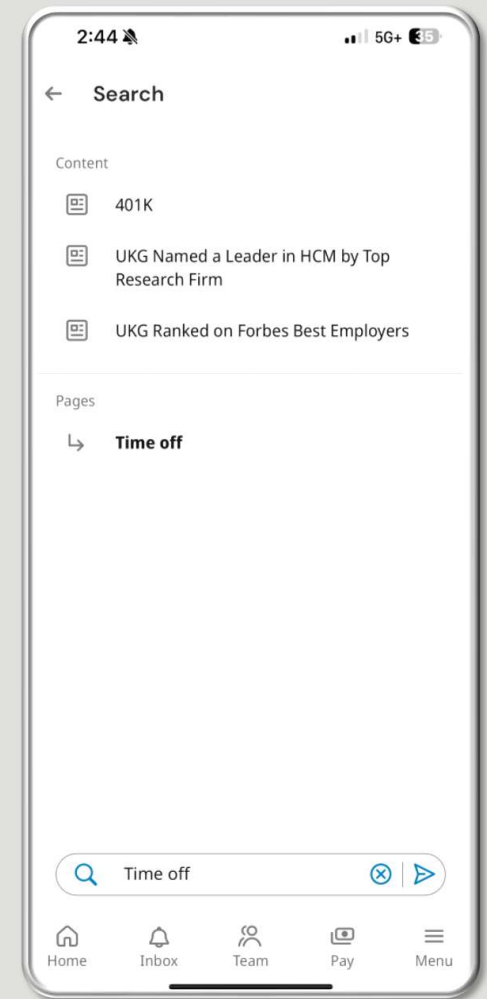 2:44 5G+ 35
Search
Content
401K
UKG Named a Leader in HCM by Top
Research Firm
UKG Ranked on Forbes Best Employers
Pages
Time off
Time off
Home Inbox Team Pay Menu